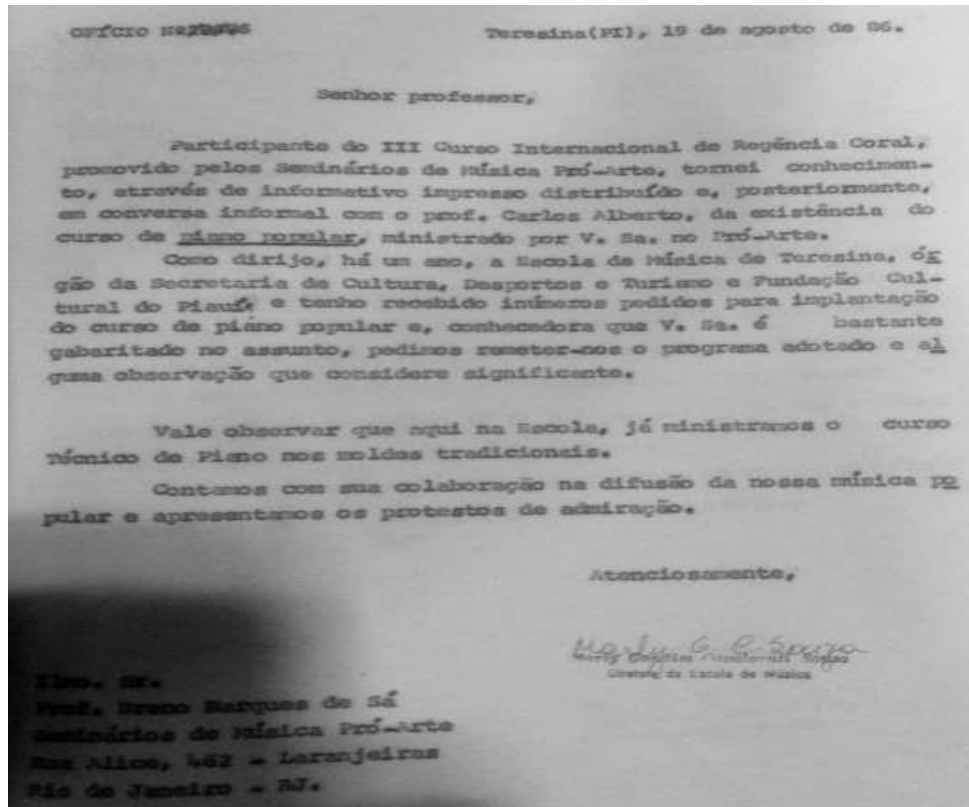 OFÍCIO
Teresina(PI), 19 de agosto de 86.
Senhor professor,
Participante do III Curso Internacional de Regência Coral,
promovido pelos Seminários de Música Pró-Arte, tomei conhecimen-
to, através de informativo impresso distribuído e, posteriormente,
em conversa informal com o prof. Carlos Alberto, da existência do
curso de piano popular, ministrado por V. Sa. no Pró-Arte.
Como dirijo, há um ano, a Escola de Música de Teresina, ór
gão da Secretaria de Cultura, Desportos e Turismo e Fundação Cul-
tural do Piauí e tenho recebido inúmeros pedidos para implantação
do curso de piano popular e, conhecedora que V. Sa. é bastante
gabaritado no assunto, pedimos remeter-nos o programa adotado e al
guma observação que considere significante.
Vale observar que aqui na Escola, já ministramos o curso
Técnico de Piano nos moldes tradicionais.
Contamos com sua colaboração na difusão da nossa música po
pular e apresentamos os protestos de admiração.
Atenciosamente,
Diretora da Escola de Música
Ilmo. Sr.
Prof. Breno Marques de Sá
Seminários de Música Pró-Arte
Rua Alice, 462 - Laranjeiras
Rio de Janeiro - RJ.